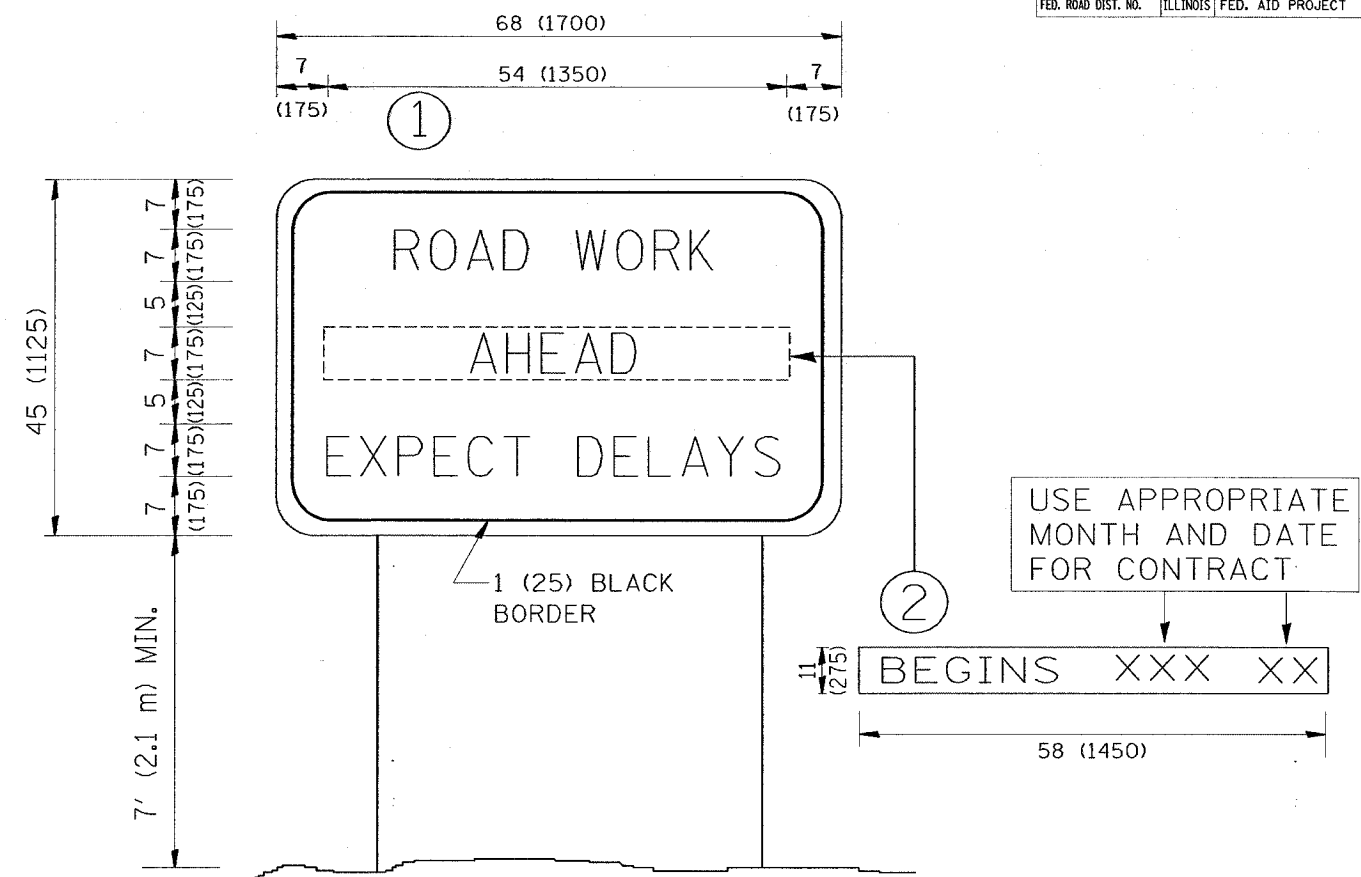 FED. ROAD DIST. NO. ILLINOIS FED. AID PROJECT
68 (1700)
7 54 (1350) 7
(175) (175)
1
45 (1125)
7 (175)
7 (175)
5 (125)
7 (175)
5 (125)
7 (175)
7 (175)
ROAD WORK
AHEAD
EXPECT DELAYS
1 (25) BLACK
BORDER
7' (2.1 m) MIN.
USE APPROPRIATE
MONTH AND DATE
FOR CONTRACT
2
11
(275)
BEGINS XXX XX
58 (1450)